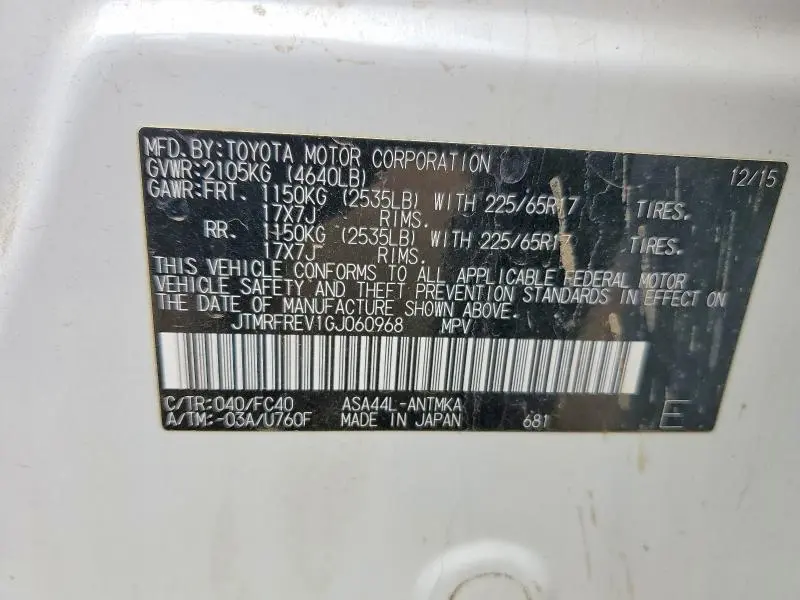 MFD. BY: TOYOTA MOTOR CORPORATION 12/15
GVWR: 2105KG (4640LB)
GAWR: FRT. 1150KG (2535LB) WITH 225/65R17 TIRES.
17X7J RIMS.
RR. 1150KG (2535LB) WITH 225/65R17 TIRES.
17X7J RIMS.
THIS VEHICLE CONFORMS TO ALL APPLICABLE FEDERAL MOTOR
VEHICLE SAFETY AND THEFT PREVENTION STANDARDS IN EFFECT ON
THE DATE OF MANUFACTURE SHOWN ABOVE.
JTMRFREV1GJ060968 MPV
C/TR: 040/FC40 ASA44L-ANTMKA
A/TM: -03A/U760F MADE IN JAPAN 681 E